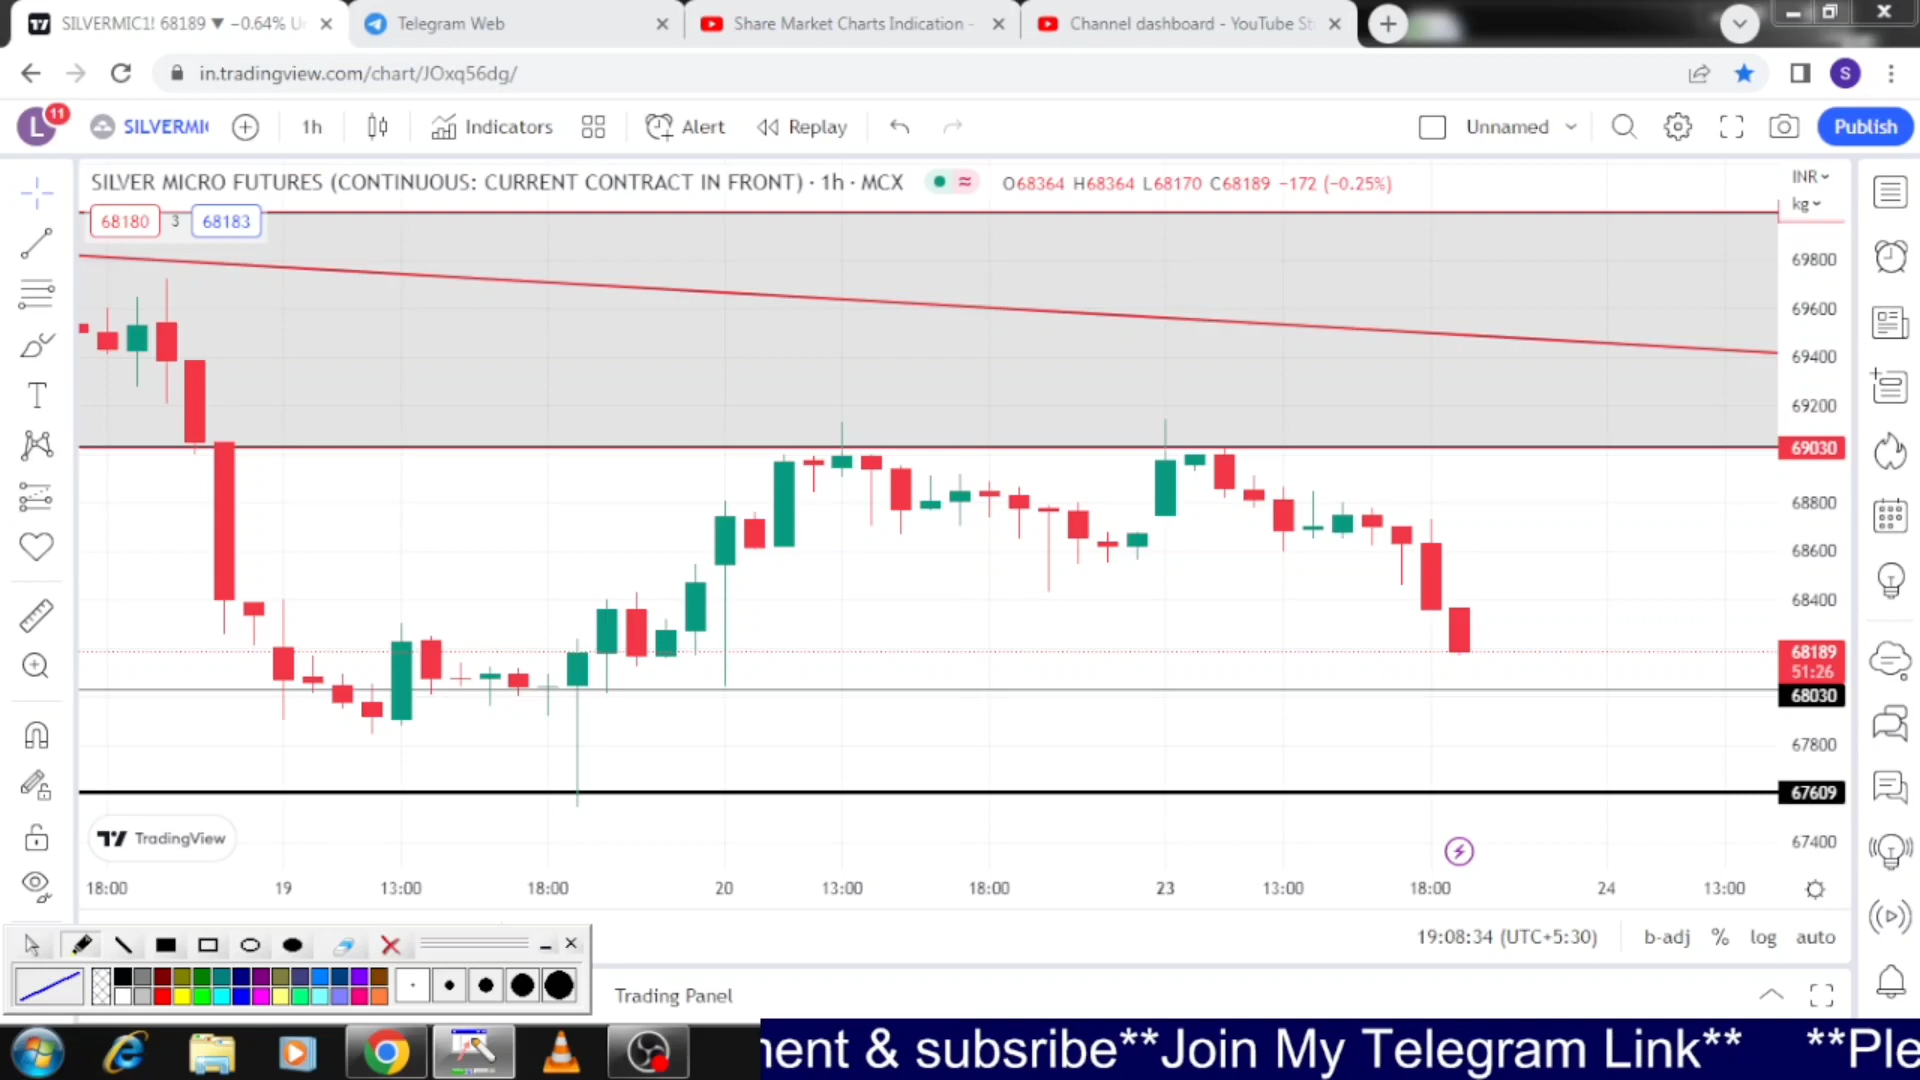 SILVERMIC1! 68189 ▼ −0.64% Un
Telegram Web
Share Market Charts Indication -
Channel dashboard - YouTube St
in.tradingview.com/chart/JOxq56dg/
S
L
11
SILVERMI
1h
Indicators
Alert
Replay
Unnamed
Publish
SILVER MICRO FUTURES (CONTINUOUS: CURRENT CONTRACT IN FRONT) · 1h · MCX
O68364 H68364 L68170 C68189 −172 (−0.25%)
INR
kg
68180
3
68183
69800
69600
69400
69200
69030
68800
68600
68400
68189
51:26
68030
67800
67609
67400
TradingView
18:00
19
13:00
18:00
20
13:00
18:00
23
13:00
18:00
24
13:00
19:08:34 (UTC+5:30)
b-adj
%
log
auto
Trading Panel
nent & subsribe**Join My Telegram Link** **Ple